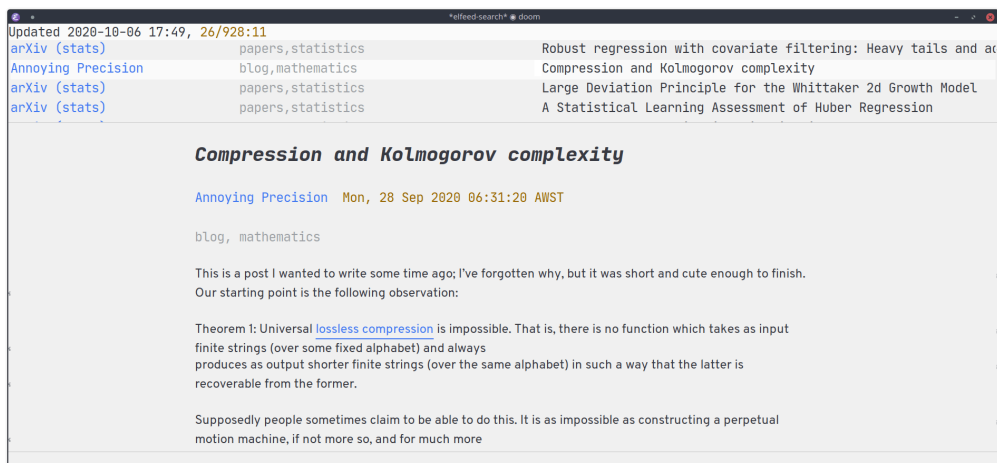 *elfeed-search* ◉ doom
Updated 2020-10-06 17:49, 26/928:11
arXiv (stats) papers,statistics Robust regression with covariate filtering: Heavy tails and
Annoying Precision blog,mathematics Compression and Kolmogorov complexity
arXiv (stats) papers,statistics Large Deviation Principle for the Whittaker 2d Growth Model
arXiv (stats) papers,statistics A Statistical Learning Assessment of Huber Regression
Compression and Kolmogorov complexity
Annoying Precision Mon, 28 Sep 2020 06:31:20 AWST
blog, mathematics
This is a post I wanted to write some time ago; I’ve forgotten why, but it was short and cute enough to finish.
Our starting point is the following observation:
Theorem 1: Universal lossless compression is impossible. That is, there is no function which takes as input
finite strings (over some fixed alphabet) and always
produces as output shorter finite strings (over the same alphabet) in such a way that the latter is
recoverable from the former.
Supposedly people sometimes claim to be able to do this. It is as impossible as constructing a perpetual
motion machine, if not more so, and for much more